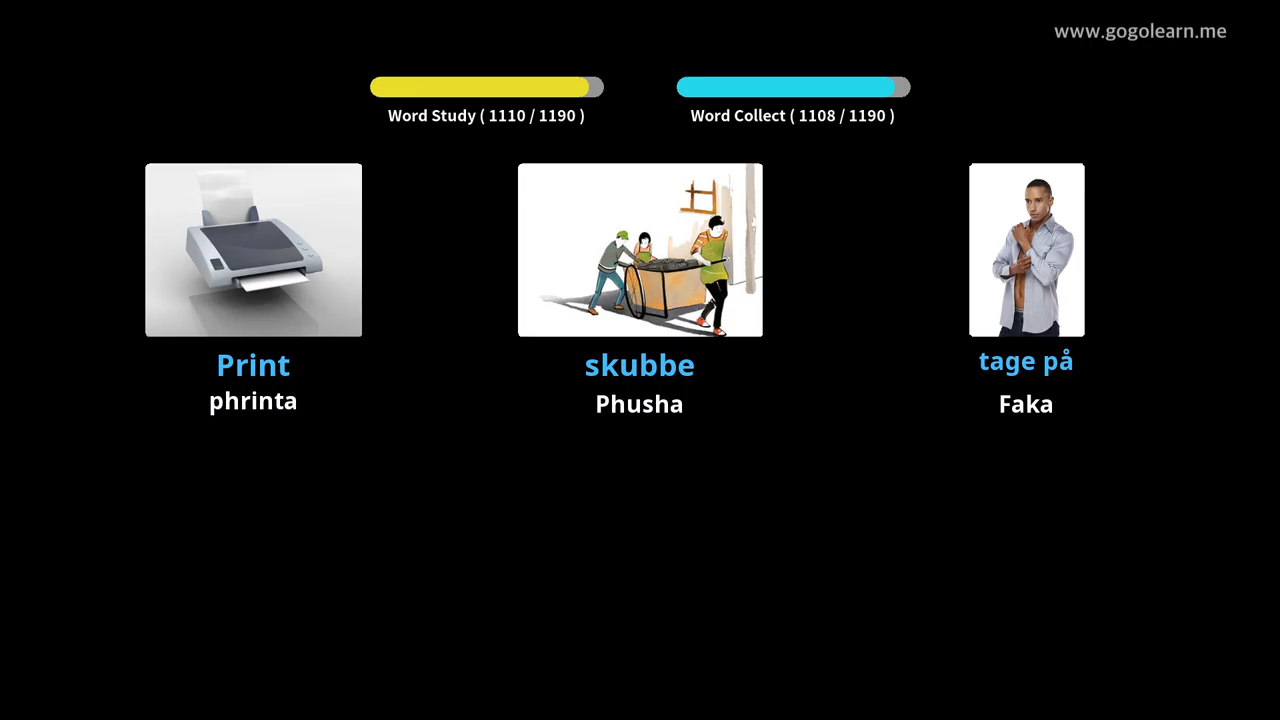 www.gogolearn.me
Word Study ( 1110 / 1190 )
Word Collect ( 1108 / 1190 )
Print
phrinta
skubbe
Phusha
tage på
Faka